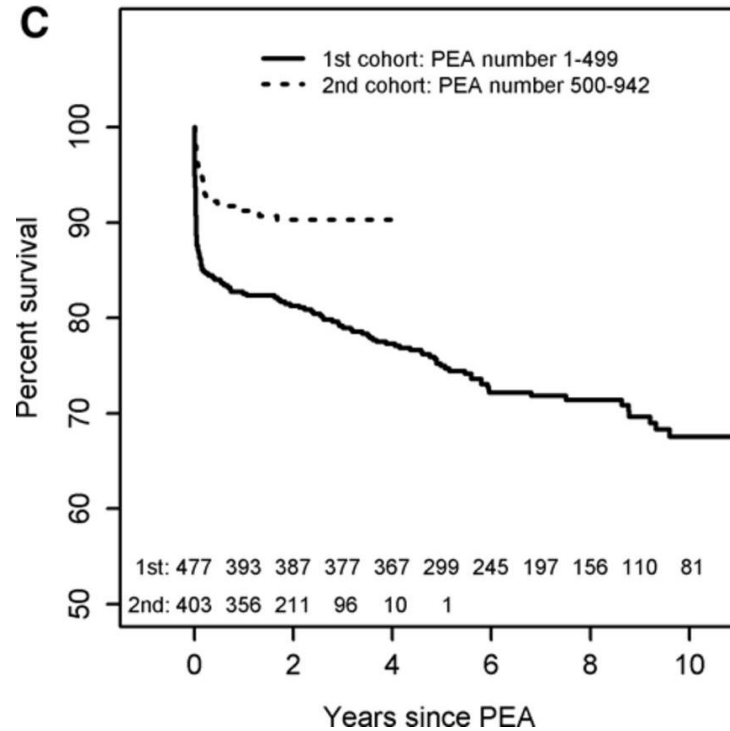 C
1st cohort: PEA number 1-499
2nd cohort: PEA number 500-942
Percent survival
100
90
80
70
60
50
1st: 477 393 387 377 367 299 245 197 156 110 81
2nd: 403 356 211 96 10 1
0 2 4 6 8 10
Years since PEA